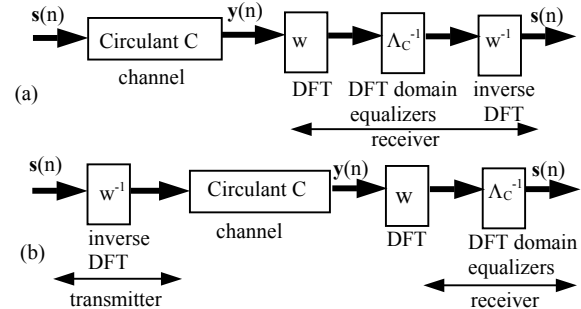 s(n)
Circulant C
channel
y(n)
w
DFT
Λ_C^-1
DFT domain
equalizers
w^-1
inverse
DFT
s(n)
receiver
(a)
s(n)
w^-1
inverse
DFT
transmitter
Circulant C
channel
y(n)
w
DFT
Λ_C^-1
DFT domain
equalizers
s(n)
receiver
(b)